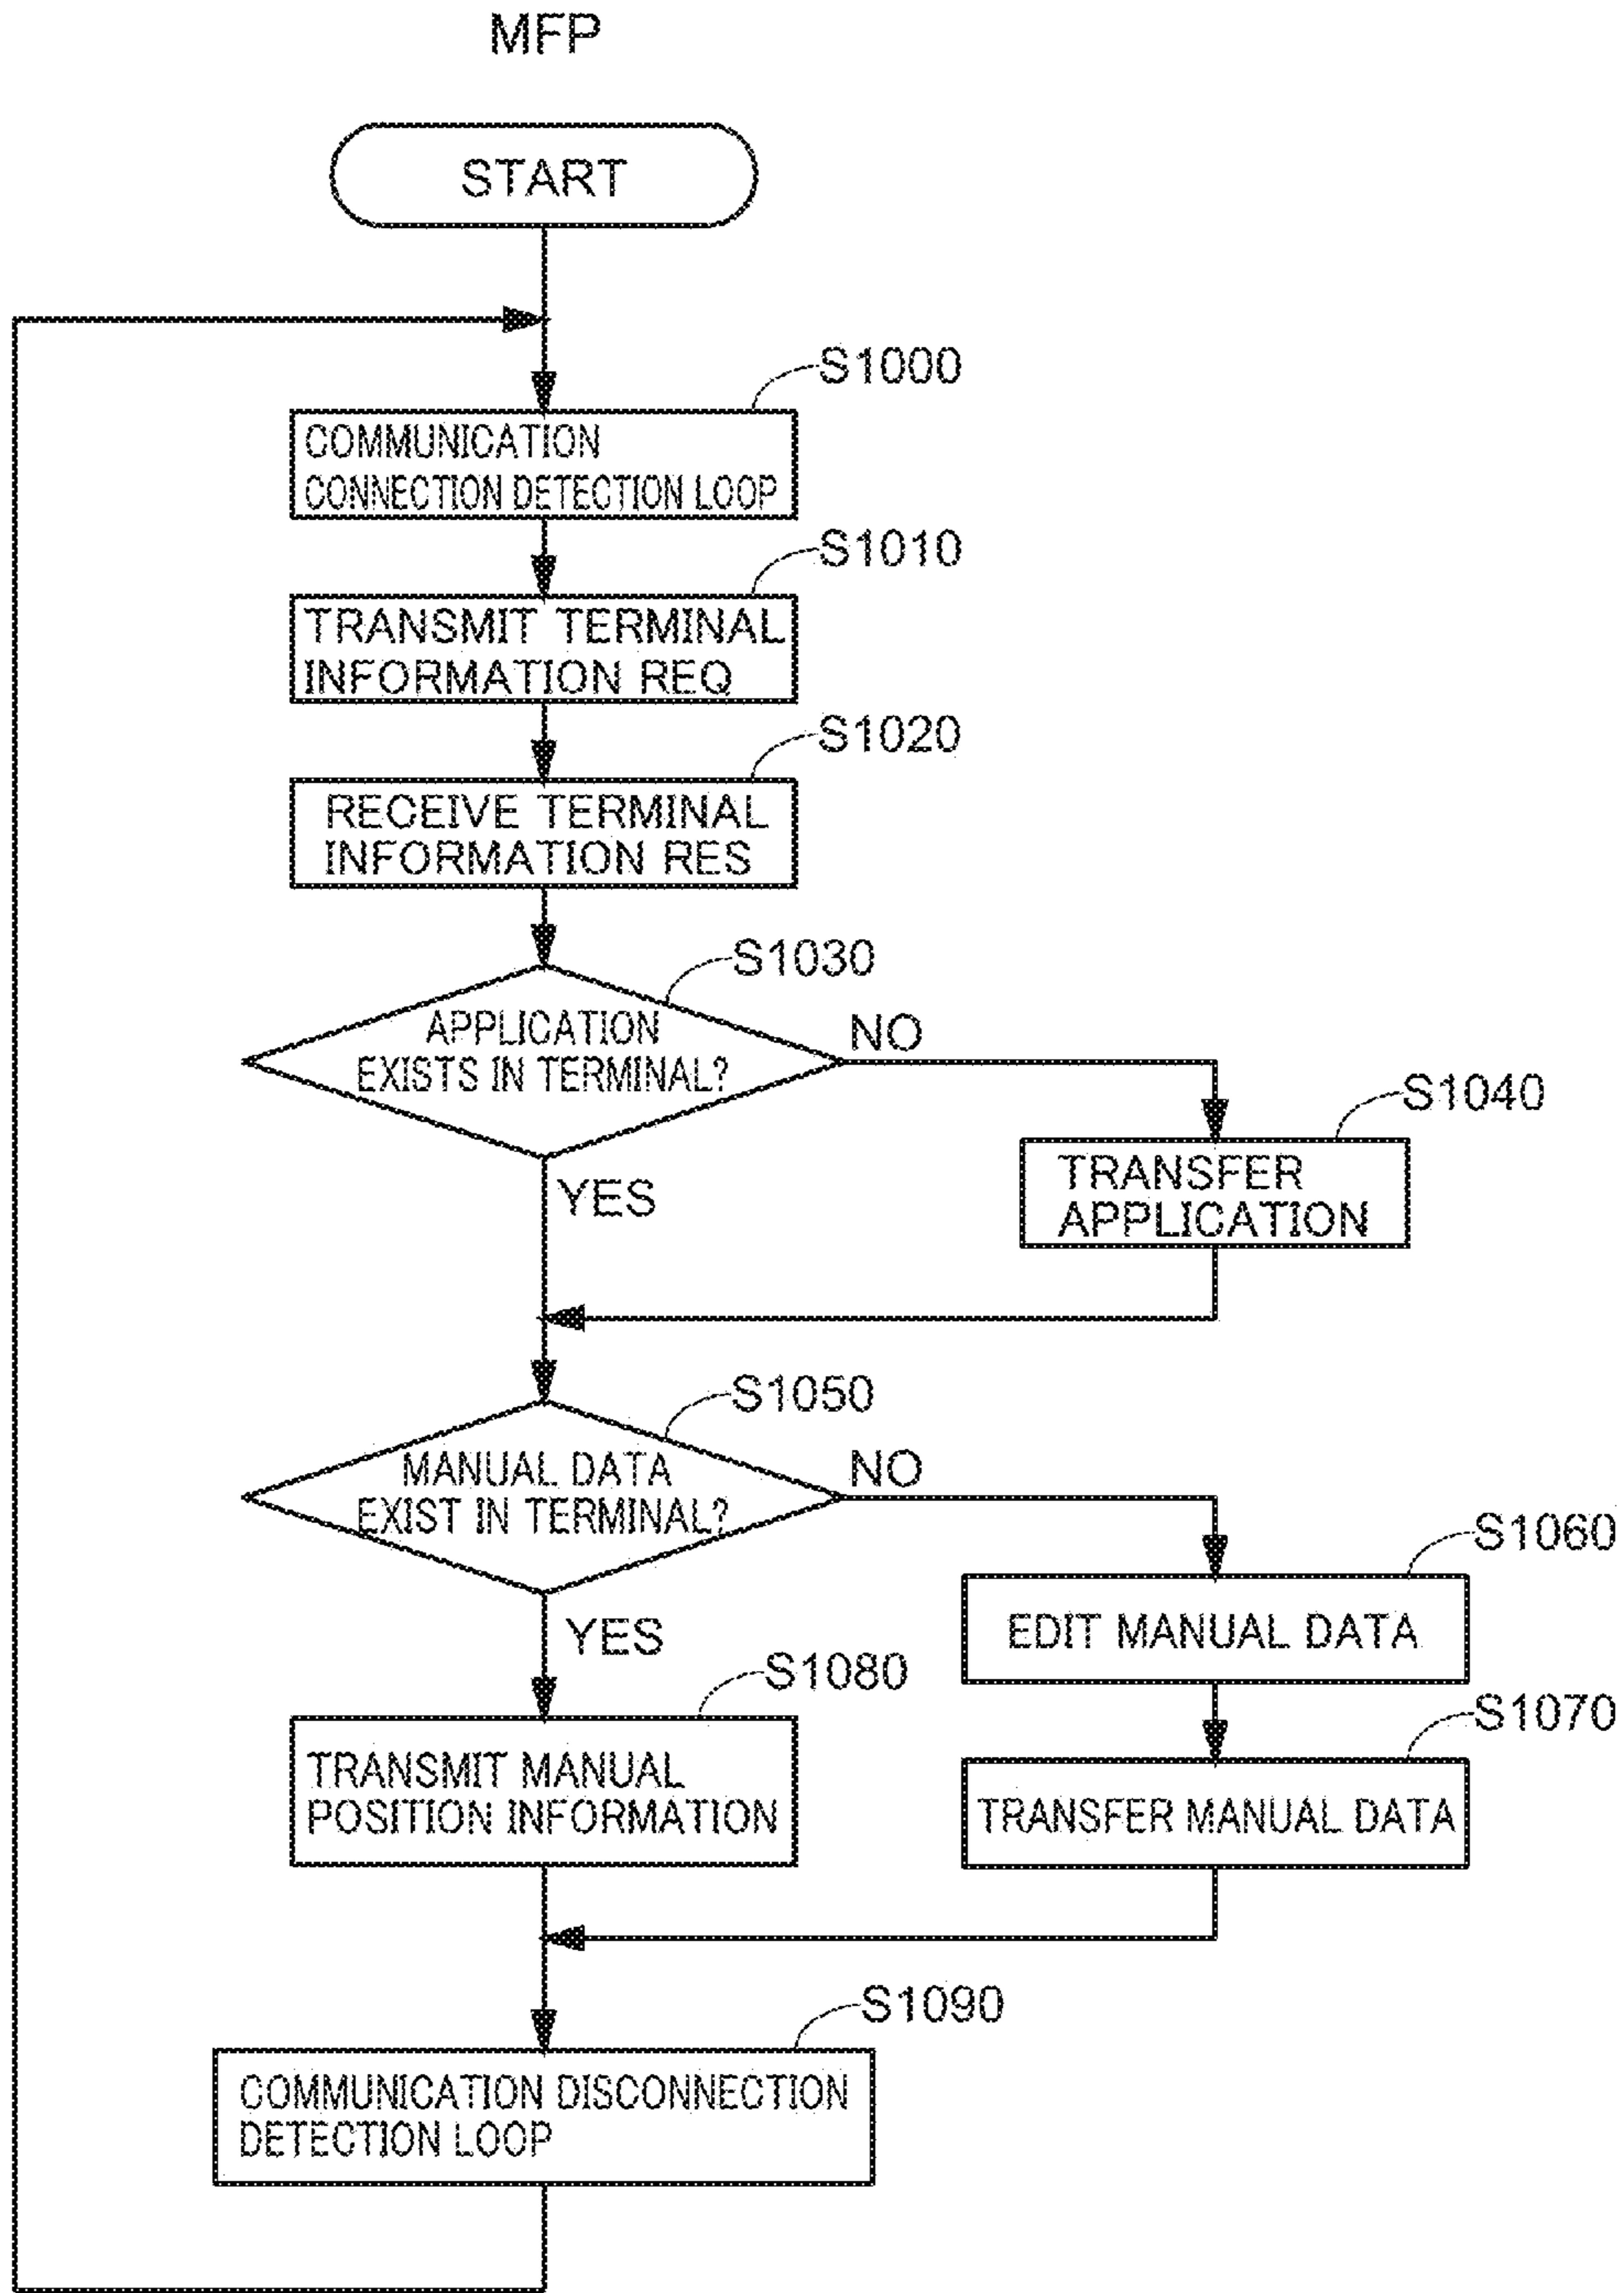 MFP
START
S1000
COMMUNICATION
CONNECTION DETECTION LOOP
S1010
TRANSMIT TERMINAL
INFORMATION REQ
S1020
RECEIVE TERMINAL
INFORMATION RES
S1030
APPLICATION
EXISTS IN TERMINAL?
NO
S1040
TRANSFER
APPLICATION
YES
S1050
MANUAL DATA
EXIST IN TERMINAL?
NO
S1060
EDIT MANUAL DATA
YES
S1080
TRANSMIT MANUAL
POSITION INFORMATION
S1070
TRANSFER MANUAL DATA
S1090
COMMUNICATION DISCONNECTION
DETECTION LOOP